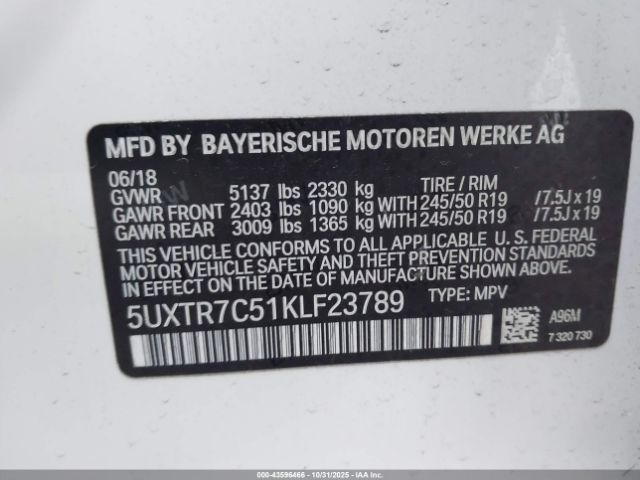 MFD BY BAYERISCHE MOTOREN WERKE AG
06/18
GVWR 5137 lbs 2330 kg TIRE / RIM
GAWR FRONT 2403 lbs 1090 kg WITH 245/50 R19 /7.5J x 19
GAWR REAR 3009 lbs 1365 kg WITH 245/50 R19 /7.5J x 19
THIS VEHICLE CONFORMS TO ALL APPLICABLE U. S. FEDERAL
MOTOR VEHICLE SAFETY AND THEFT PREVENTION STANDARDS
IN EFFECT ON THE DATE OF MANUFACTURE SHOWN ABOVE.
5UXTR7C51KLF23789 TYPE: MPV
A96M
7 320 730
QUICKVIEW - 43596466 - 10/31/2025 - AVAILABLE